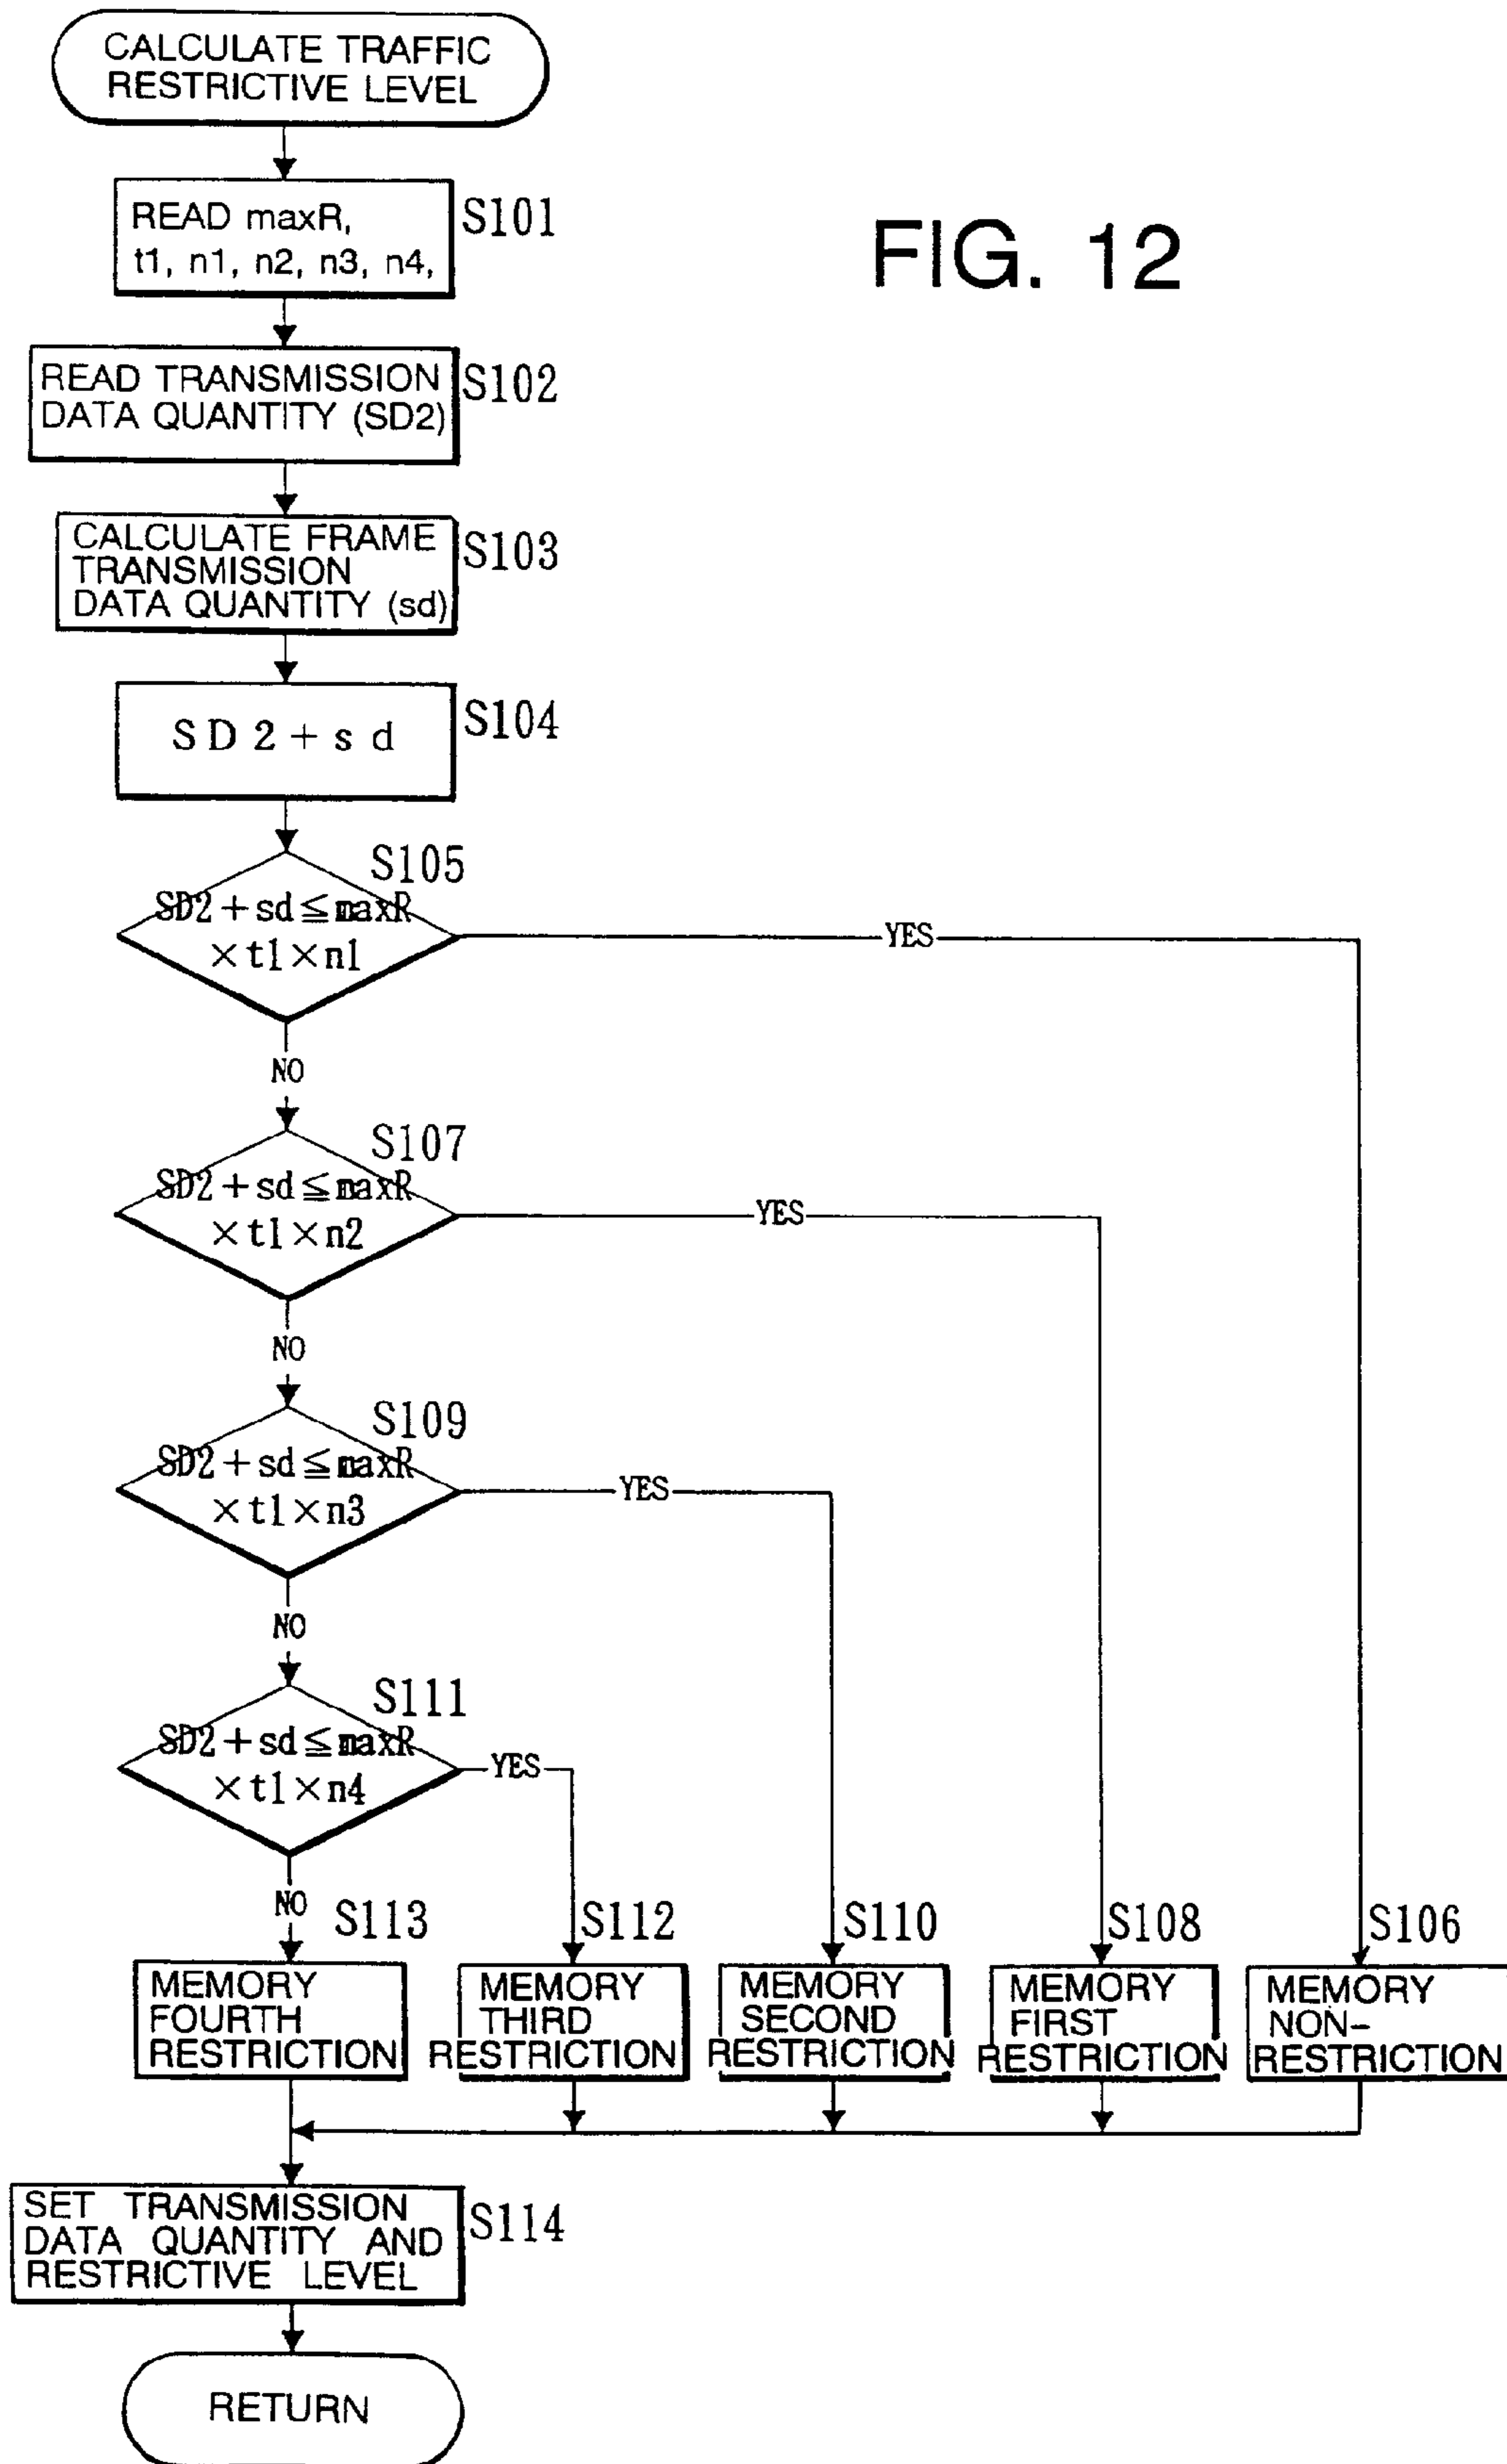 CALCULATE TRAFFIC
RESTRICTIVE LEVEL
FIG. 12
READ maxR,
t1, n1, n2, n3, n4,
S101
READ TRANSMISSION
DATA QUANTITY (SD2)
S102
CALCULATE FRAME
TRANSMISSION
DATA QUANTITY (sd)
S103
SD2+sd
S104
S105
SD2+sd≦maxR
×t1×n1
YES
NO
S107
SD2+sd≦maxR
×t1×n2
YES
NO
S109
SD2+sd≦maxR
×t1×n3
YES
NO
S111
SD2+sd≦maxR
×t1×n4
YES
NO
S113
MEMORY
FOURTH
RESTRICTION
S112
MEMORY
THIRD
RESTRICTION
S110
MEMORY
SECOND
RESTRICTION
S108
MEMORY
FIRST
RESTRICTION
S106
MEMORY
NON-
RESTRICTION
SET TRANSMISSION
DATA QUANTITY AND
RESTRICTIVE LEVEL
S114
RETURN